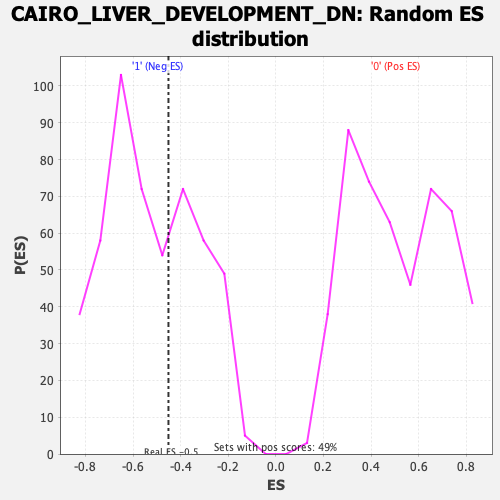 CAIRO_LIVER_DEVELOPMENT_DN: Random ES
distribution
'1' (Neg ES)
'0' (Pos ES)
100
90
80
70
60
50
40
30
20
10
0
P(ES)
Real ES -0.5
Sets with pos scores: 49%
-0.8 -0.6 -0.4 -0.2 0.0 0.2 0.4 0.6 0.8
ES